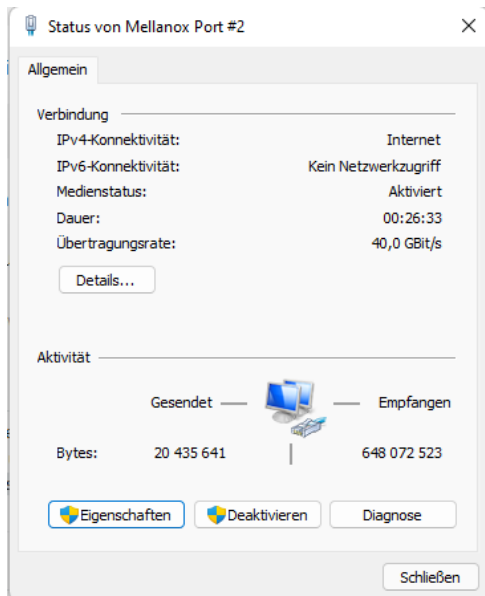 Status von Mellanox Port #2
Allgemein
Verbindung
IPv4-Konnektivität: Internet
IPv6-Konnektivität: Kein Netzwerkzugriff
Medienstatus: Aktiviert
Dauer: 00:26:33
Übertragungsrate: 40,0 GBit/s
Details...
Aktivität
Gesendet Empfangen
Bytes: 20 435 641 648 072 523
Eigenschaften Deaktivieren Diagnose
Schließen